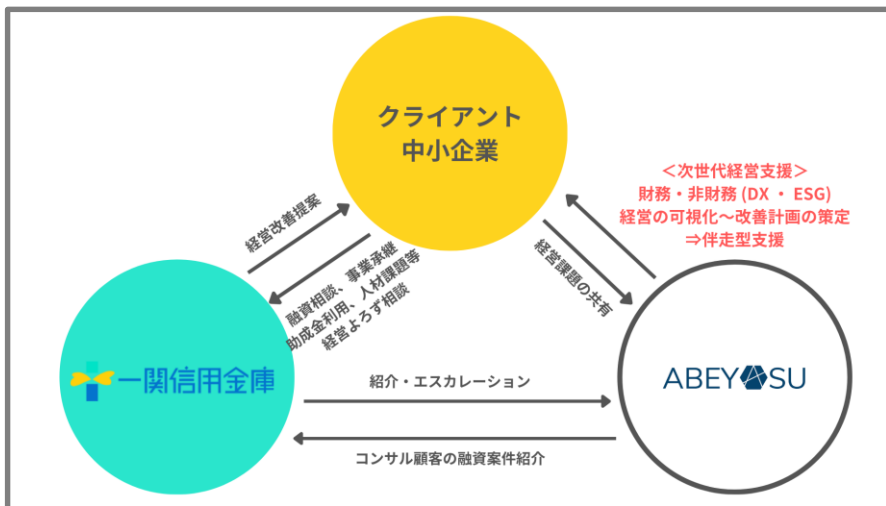 クライアント
中小企業
<次世代経営支援>
財務・非財務 (DX ・ ESG)
経営の可視化～改善計画の策定
⇒伴走型支援
経営改善提案
融資相談、事業承継
助成金利用、人材課題等
経営よろず相談
経営課題の共有
一関信用金庫
ABEYASU
紹介・エスカレーション
コンサル顧客の融資案件紹介